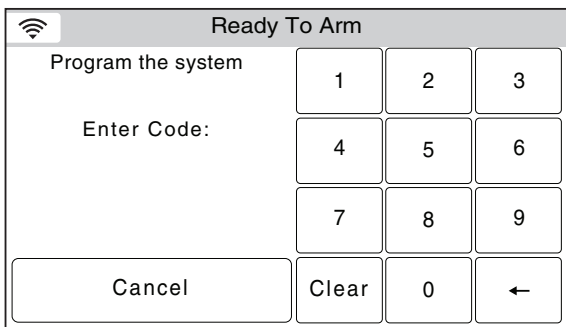 Ready To Arm
Program the system
Enter Code:
1 2 3
4 5 6
7 8 9
Cancel Clear 0 ←